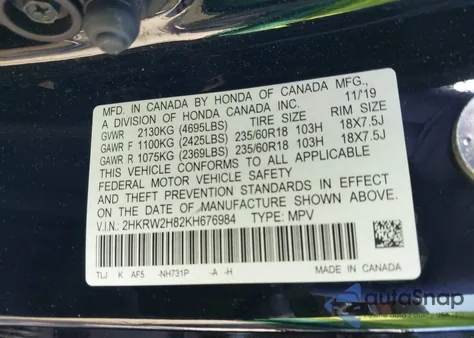 MFD. IN CANADA BY HONDA OF CANADA MFG.,
A DIVISION OF HONDA CANADA INC. 11/19
GVWR 2130KG (4695LBS) TIRE SIZE RIM SIZE
GAWR F 1100KG (2425LBS) 235/60R18 103H 18X7.5J
GAWR R 1075KG (2369LBS) 235/60R18 103H 18X7.5J
THIS VEHICLE CONFORMS TO ALL APPLICABLE
FEDERAL MOTOR VEHICLE SAFETY
AND THEFT PREVENTION STANDARDS IN EFFECT
ON THE DATE OF MANUFACTURE SHOWN ABOVE.
V.I.N.: 2HKRW2H82KH676984 TYPE: MPV
TLJ K AF5 -NH731P -A -H
MADE IN CANADA
autoSnap